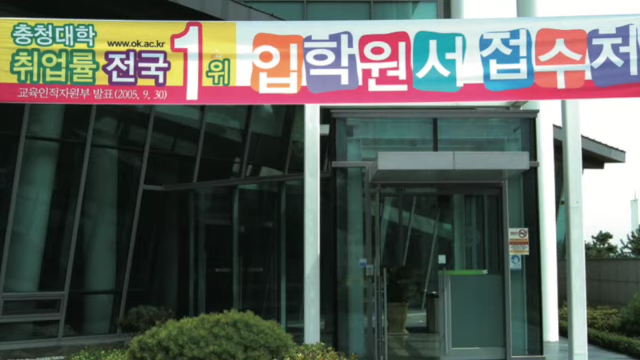 충청대학 www.ok.ac.kr
취업률 전국 1위
교육인적자원부 발표(2005. 9. 30)
입학원서 접수처